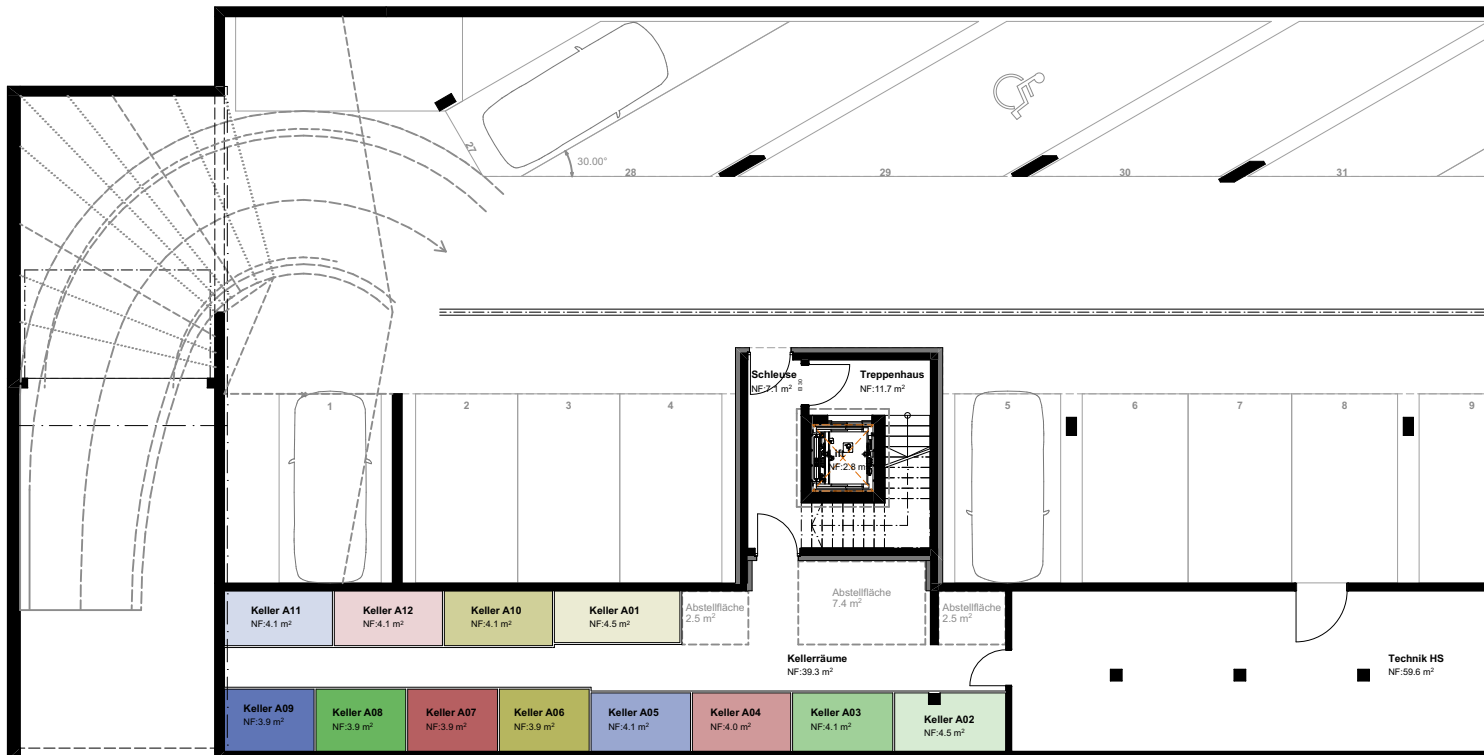 27
30.00°
28
29
30
31
Schleuse
NF:7.1 m²
Treppenhaus
NF:11.7 m²
1
2
3
4
5
6
7
8
9
NF:2.8 m
Abstellfläche
7.4 m²
Keller A11
NF:4.1 m²
Keller A12
NF:4.1 m²
Keller A10
NF:4.1 m²
Keller A01
NF:4.5 m²
Abstellfläche
2.5 m²
Abstellfläche
2.5 m²
Kellerräume
NF:39.3 m²
Technik HS
NF:59.6 m²
Keller A09
NF:3.9 m²
Keller A08
NF:3.9 m²
Keller A07
NF:3.9 m²
Keller A06
NF:3.9 m²
Keller A05
NF:4.1 m²
Keller A04
NF:4.0 m²
Keller A03
NF:4.1 m²
Keller A02
NF:4.5 m²